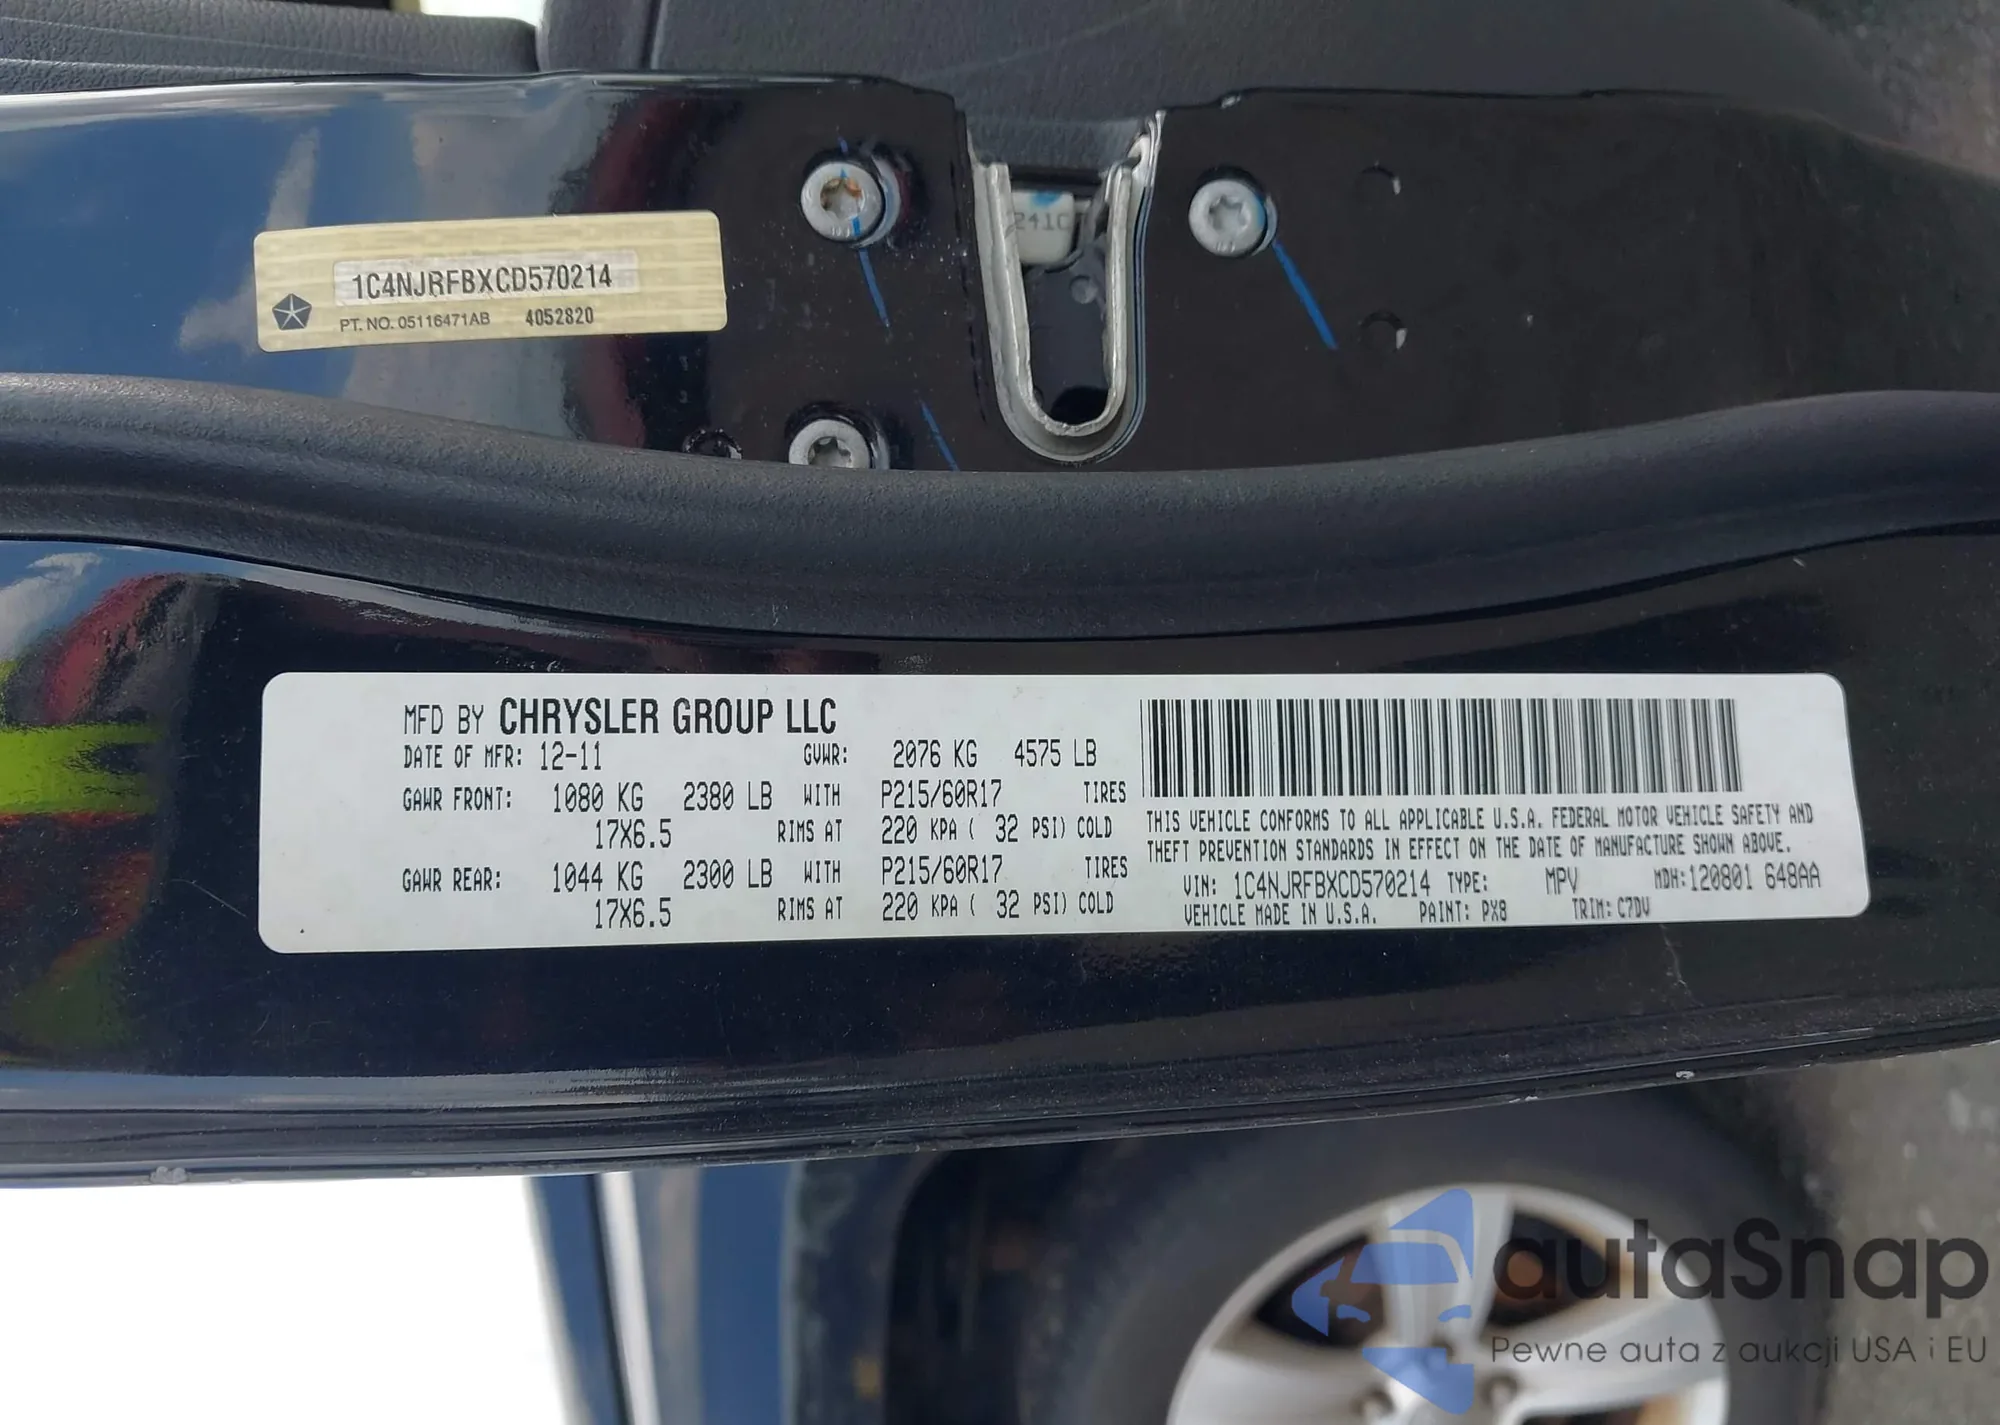 241C
1C4NJRFBXCD570214
PT. NO. 05116471AB 4052820
MFD BY CHRYSLER GROUP LLC
DATE OF MFR: 12-11 GVWR: 2076 KG 4575 LB
GAWR FRONT: 1080 KG 2380 LB WITH P215/60R17 TIRES
17X6.5 RIMS AT 220 KPA ( 32 PSI) COLD
GAWR REAR: 1044 KG 2300 LB WITH P215/60R17 TIRES
17X6.5 RIMS AT 220 KPA ( 32 PSI) COLD
THIS VEHICLE CONFORMS TO ALL APPLICABLE U.S.A. FEDERAL MOTOR VEHICLE SAFETY AND
THEFT PREVENTION STANDARDS IN EFFECT ON THE DATE OF MANUFACTURE SHOWN ABOVE.
VIN: 1C4NJRFBXCD570214 TYPE: MPV MDH:120801 648AA
VEHICLE MADE IN U.S.A. PAINT: PX8 TRIM: C7DV
autaSnap
Pewne auta z aukcji USA i EU